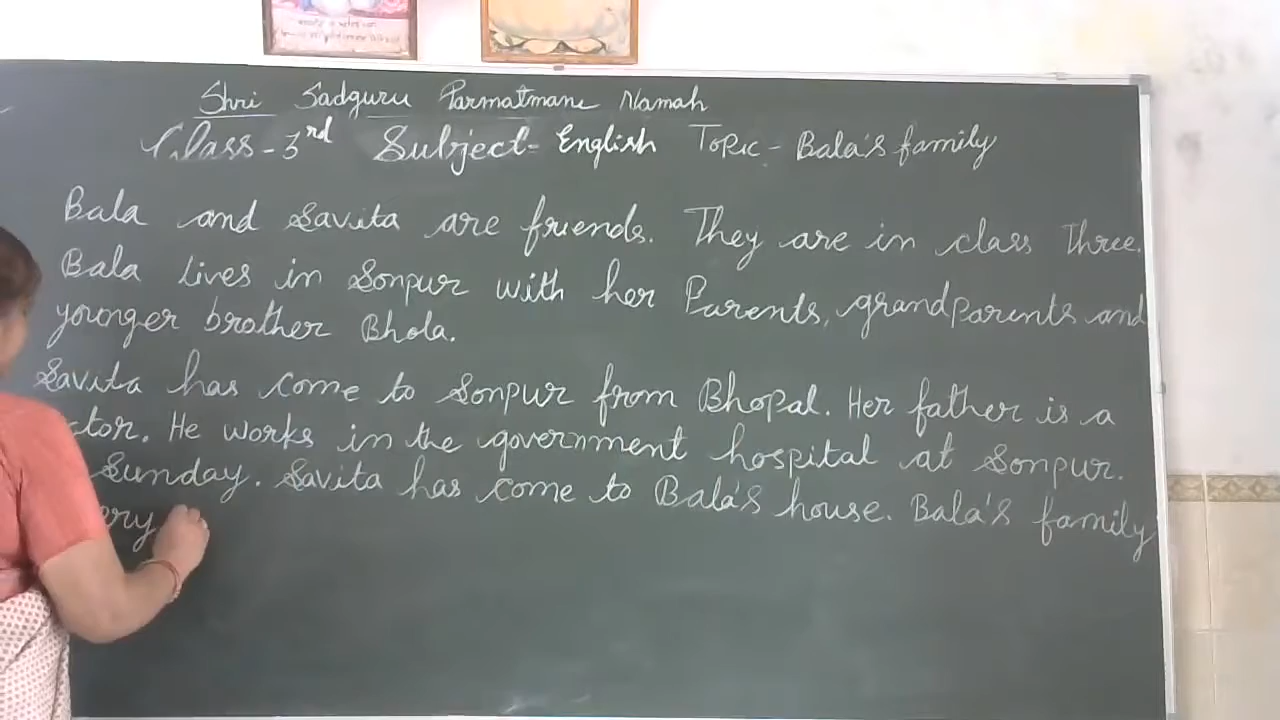 Shri Sadguru Parmatmane Namah
Class-3rd Subject- English Topic - Bala's family
Bala and Savita are friends. They are in class Three.
Bala lives in Sonpur with her Parents, grandparents and
younger brother Bhola.
Savita has come to Sonpur from Bhopal. Her father is a
ctor. He works in the government hospital at Sonpur.
Sunday. Savita has come to Bala's house. Bala's family
ery